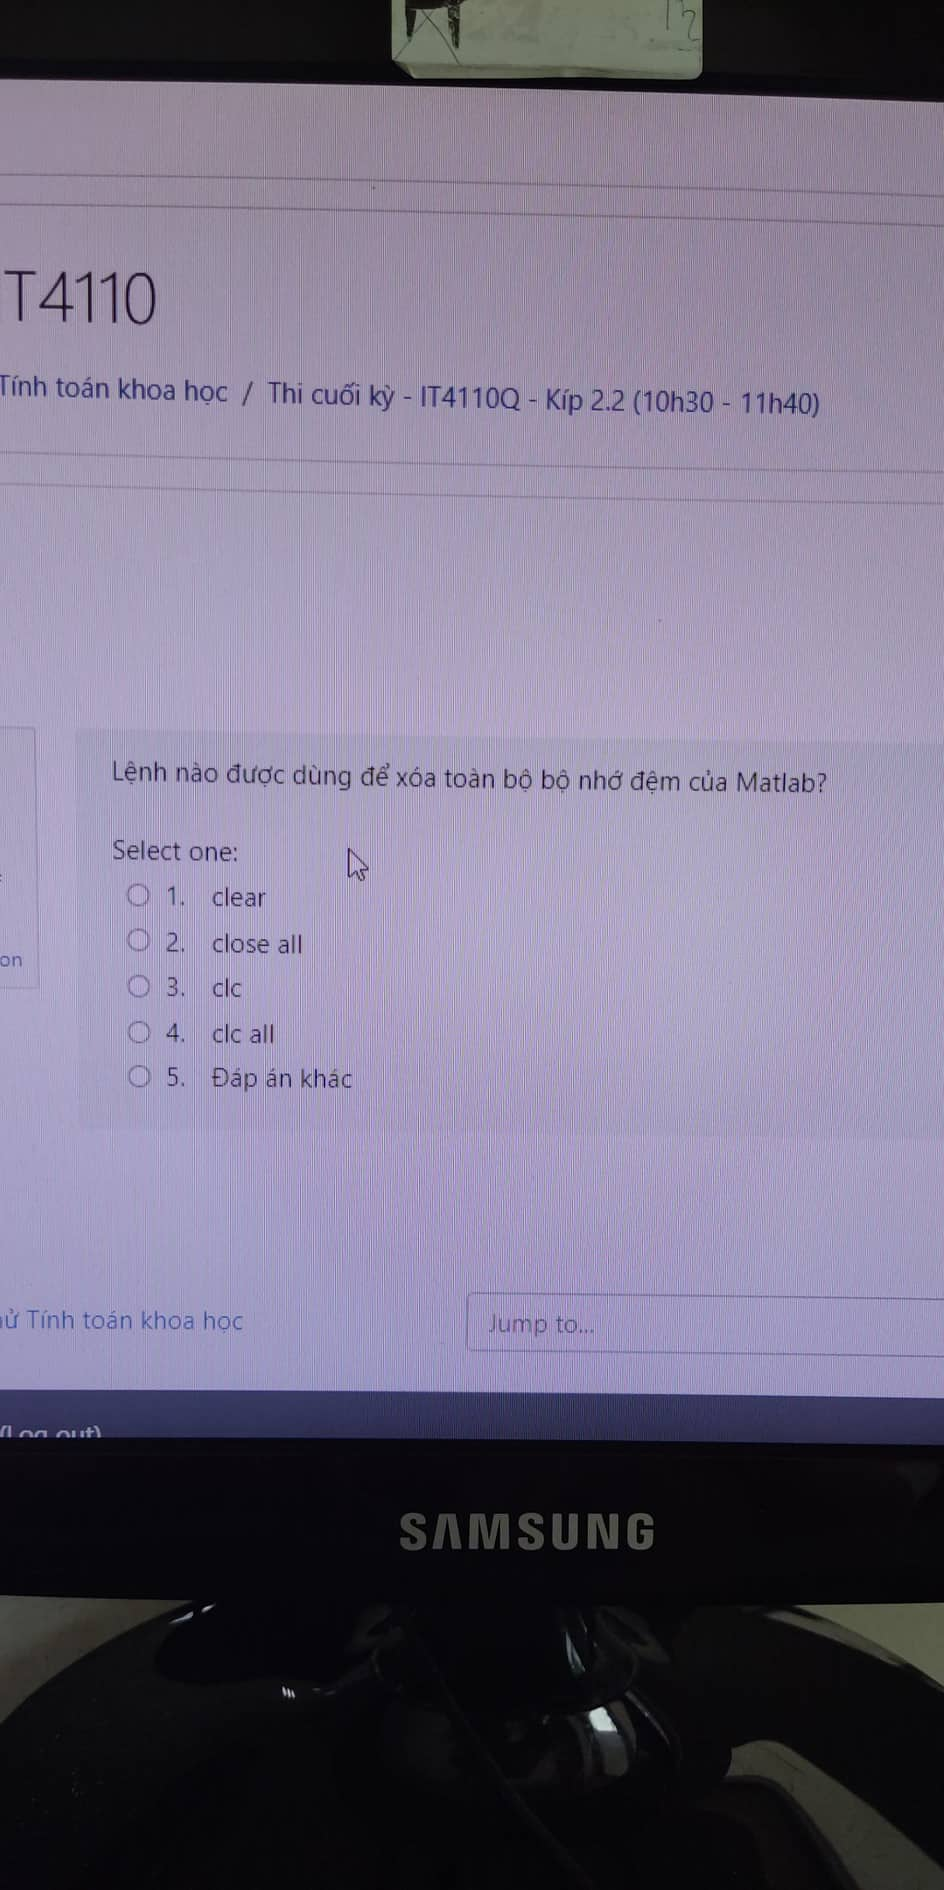 T4110
Tính toán khoa học / Thi cuối kỳ - IT4110Q - Kíp 2.2 (10h30 - 11h40)
Lệnh nào được dùng để xóa toàn bộ bộ nhớ đệm của Matlab?
Select one:
1. clear
2. close all
on
3. clc
4. clc all
5. Đáp án khác
Tính toán khoa học
Jump to...
(Log out)
SAMSUNG